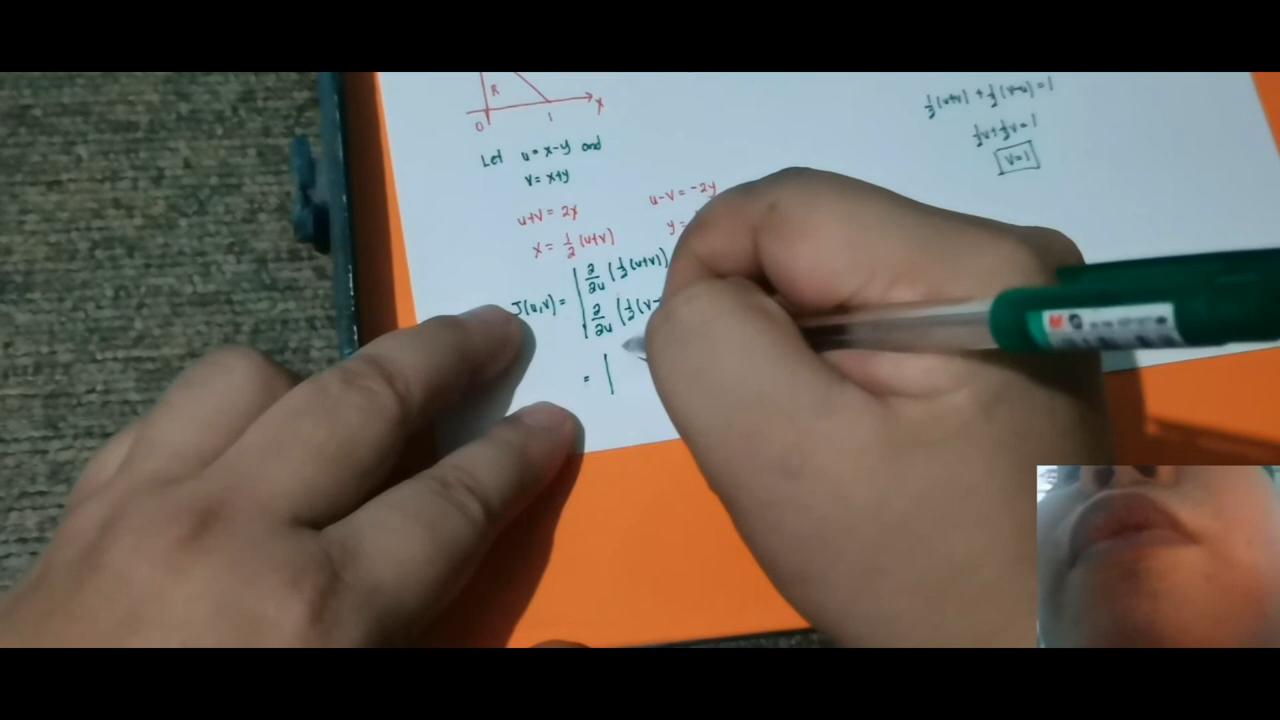 R
X
0
1
Let u = x-y and
v = x+y
u+v = 2x
x = 1/2 (u+v)
u-v = -2y
y =
J(u,v) = | ∂/∂u (1/2(u+v))
∂/∂u (1/2(v-
= |
1/2(u+v) + 1/2(v-u) = 1
1/2v + 1/2v = 1
v=1